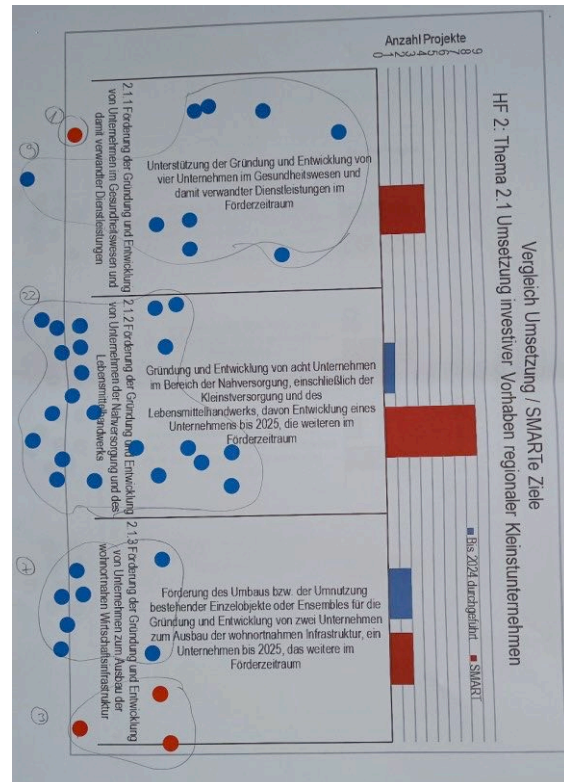 Vergleich Umsetzung / SMARTe Ziele
HF 2: Thema 2.1 Umsetzung investiver Vorhaben regionaler Kleinstunternehmen
Bis 2024 durchgeführt
SMART
Anzahl Projekte
9
8
7
6
5
4
3
2
1
0
Unterstützung der Gründung und Entwicklung von
vier Unternehmen im Gesundheitswesen und
damit verwandter Dienstleistungen im
Förderzeitraum
Gründung und Entwicklung von acht Unternehmen
im Bereich der Nahversorgung, einschließlich der
Kleinstversorgung und des
Lebensmittelhandwerks, davon Entwicklung eines
Unternehmens bis 2025, die weiteren im
Förderzeitraum
Förderung des Umbaus bzw. der Umnutzung
bestehender Einzelobjekte oder Ensembles für die
Gründung und Entwicklung von zwei Unternehmen
zum Ausbau der wohnortnahen Infrastruktur, ein
Unternehmen bis 2025, das weitere im
Förderzeitraum
2.1.1 Förderung der Gründung und Entwicklung
von Unternehmen im Gesundheitswesen und
damit verwandter Dienstleistungen
2.1.2 Förderung der Gründung und Entwicklung
von Unternehmen der Nahversorgung und des
Lebensmittelhandwerks
2.1.3 Förderung der Gründung und Entwicklung
von Unternehmen zum Ausbau der
wohnortnahen Wirtschaftsinfrastruktur
1
9
22
7
3